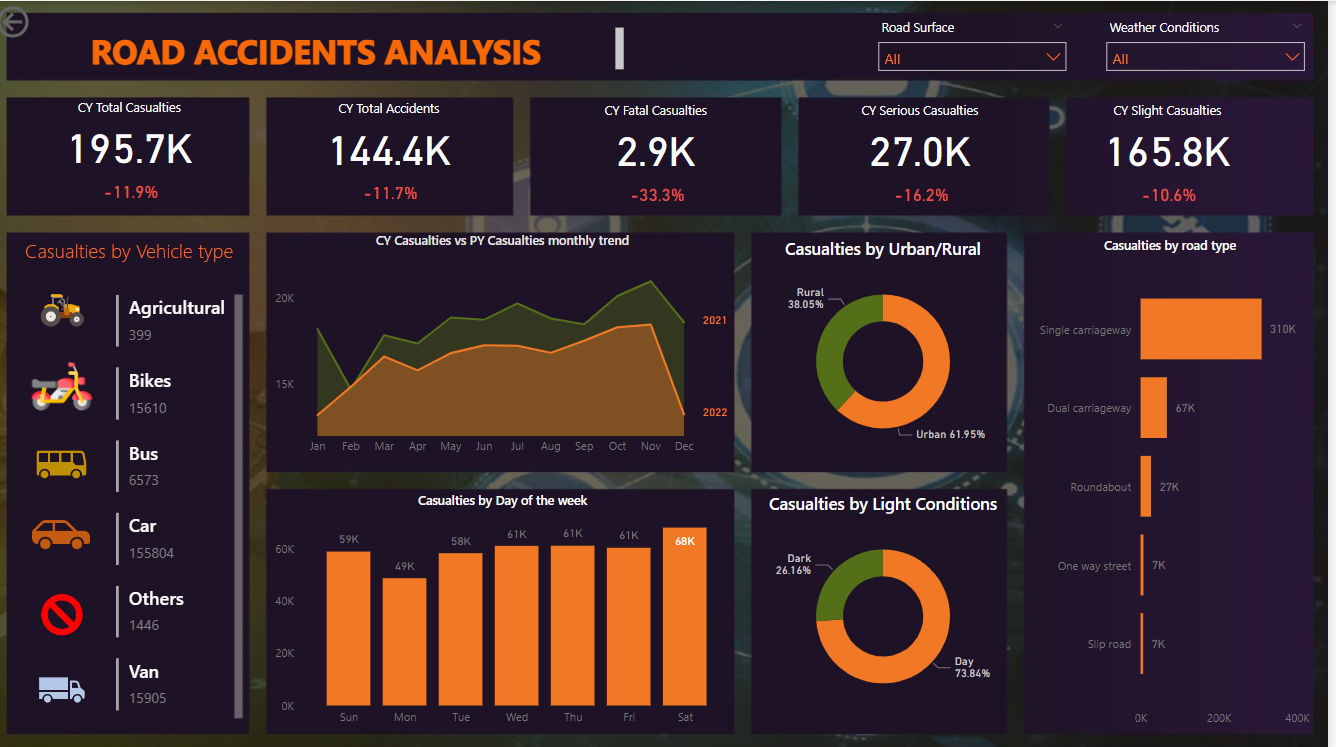 ROAD ACCIDENTS ANALYSIS
Road Surface
All
Weather Conditions
All
CY Total Casualties
195.7K
-11.9%
CY Total Accidents
144.4K
-11.7%
CY Fatal Casualties
2.9K
-33.3%
CY Serious Casualties
27.0K
-16.2%
CY Slight Casualties
165.8K
-10.6%
Casualties by Vehicle type
Agricultural
399
Bikes
15610
Bus
6573
Car
155804
Others
1446
Van
15905
CY Casualties vs PY Casualties monthly trend
20K
15K
2021
2022
Jan Feb Mar Apr May Jun Jul Aug Sep Oct Nov Dec
Casualties by Day of the week
60K
40K
20K
0K
59K 49K 58K 61K 61K 61K 68K
Sun Mon Tue Wed Thu Fri Sat
Casualties by Urban/Rural
Rural
38.05%
Urban 61.95%
Casualties by Light Conditions
Dark
26.16%
Day
73.84%
Casualties by road type
Single carriageway 310K
Dual carriageway 67K
Roundabout 27K
One way street 7K
Slip road 7K
0K 200K 400K